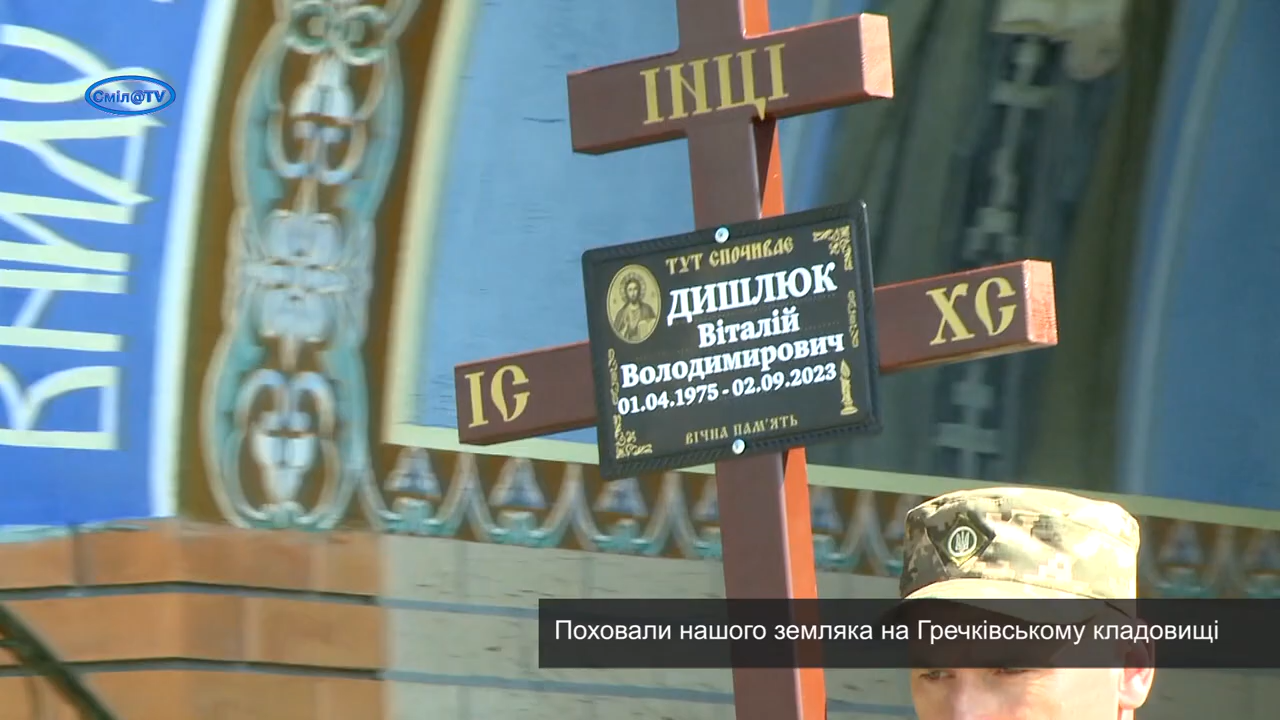 Сміл@TV
ІНЦІ
ТУТ СПОЧИВАЄ
ДИШЛЮК
Віталій
Володимирович
01.04.1975 - 02.09.2023
ВІЧНА ПАМ'ЯТЬ
ІС
ХС
Поховали нашого земляка на Гречківському кладовищі